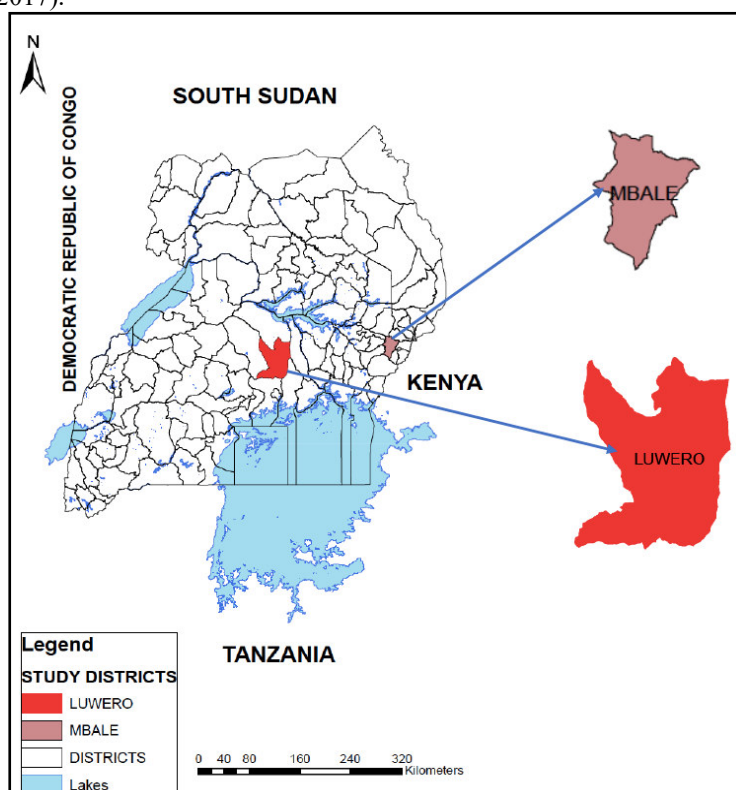 2017).
N
SOUTH SUDAN
DEMOCRATIC REPUBLIC OF CONGO
MBALE
KENYA
LUWERO
TANZANIA
Legend
STUDY DISTRICTS
LUWERO
MBALE
DISTRICTS
Lakes
0 40 80 160 240 320
Kilometers